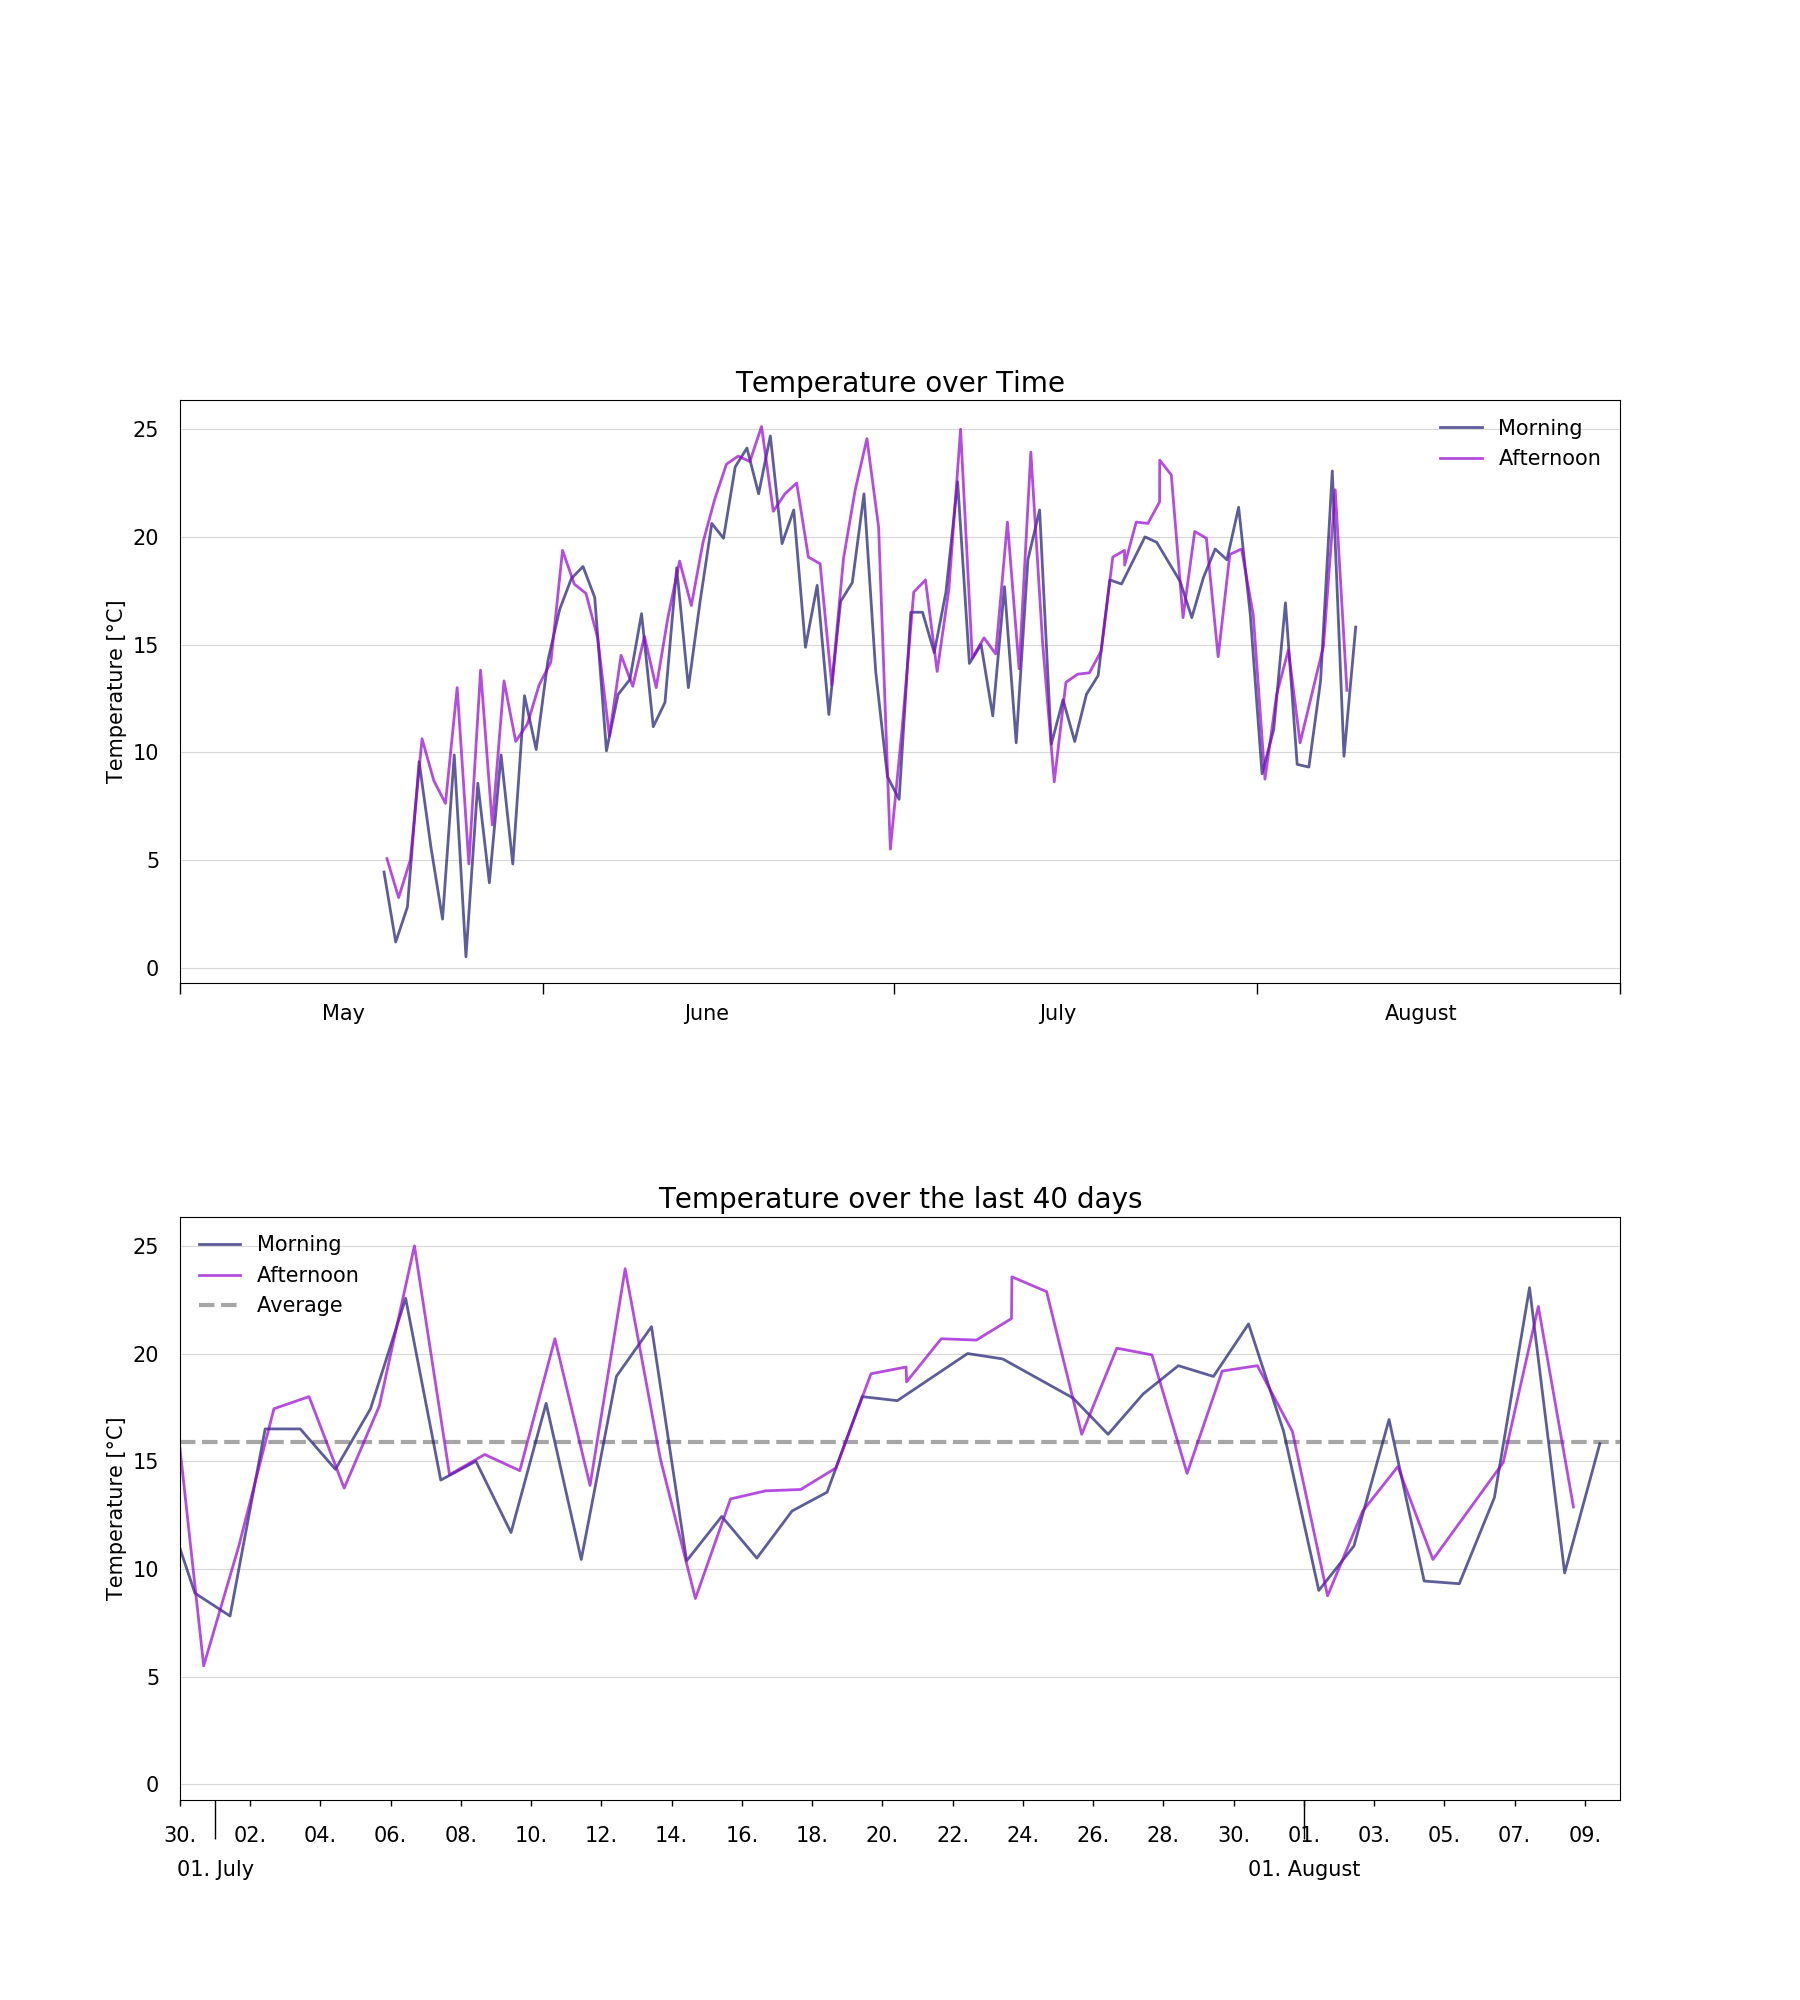 Temperature over Time
25
20
15
10
5
0
Temperature [°C]
Morning
Afternoon
May June July August
Temperature over the last 40 days
25
20
15
10
5
0
Temperature [°C]
Morning
Afternoon
Average
30. 02. 04. 06. 08. 10. 12. 14. 16. 18. 20. 22. 24. 26. 28. 30. 01. 03. 05. 07. 09.
01. July 01. August